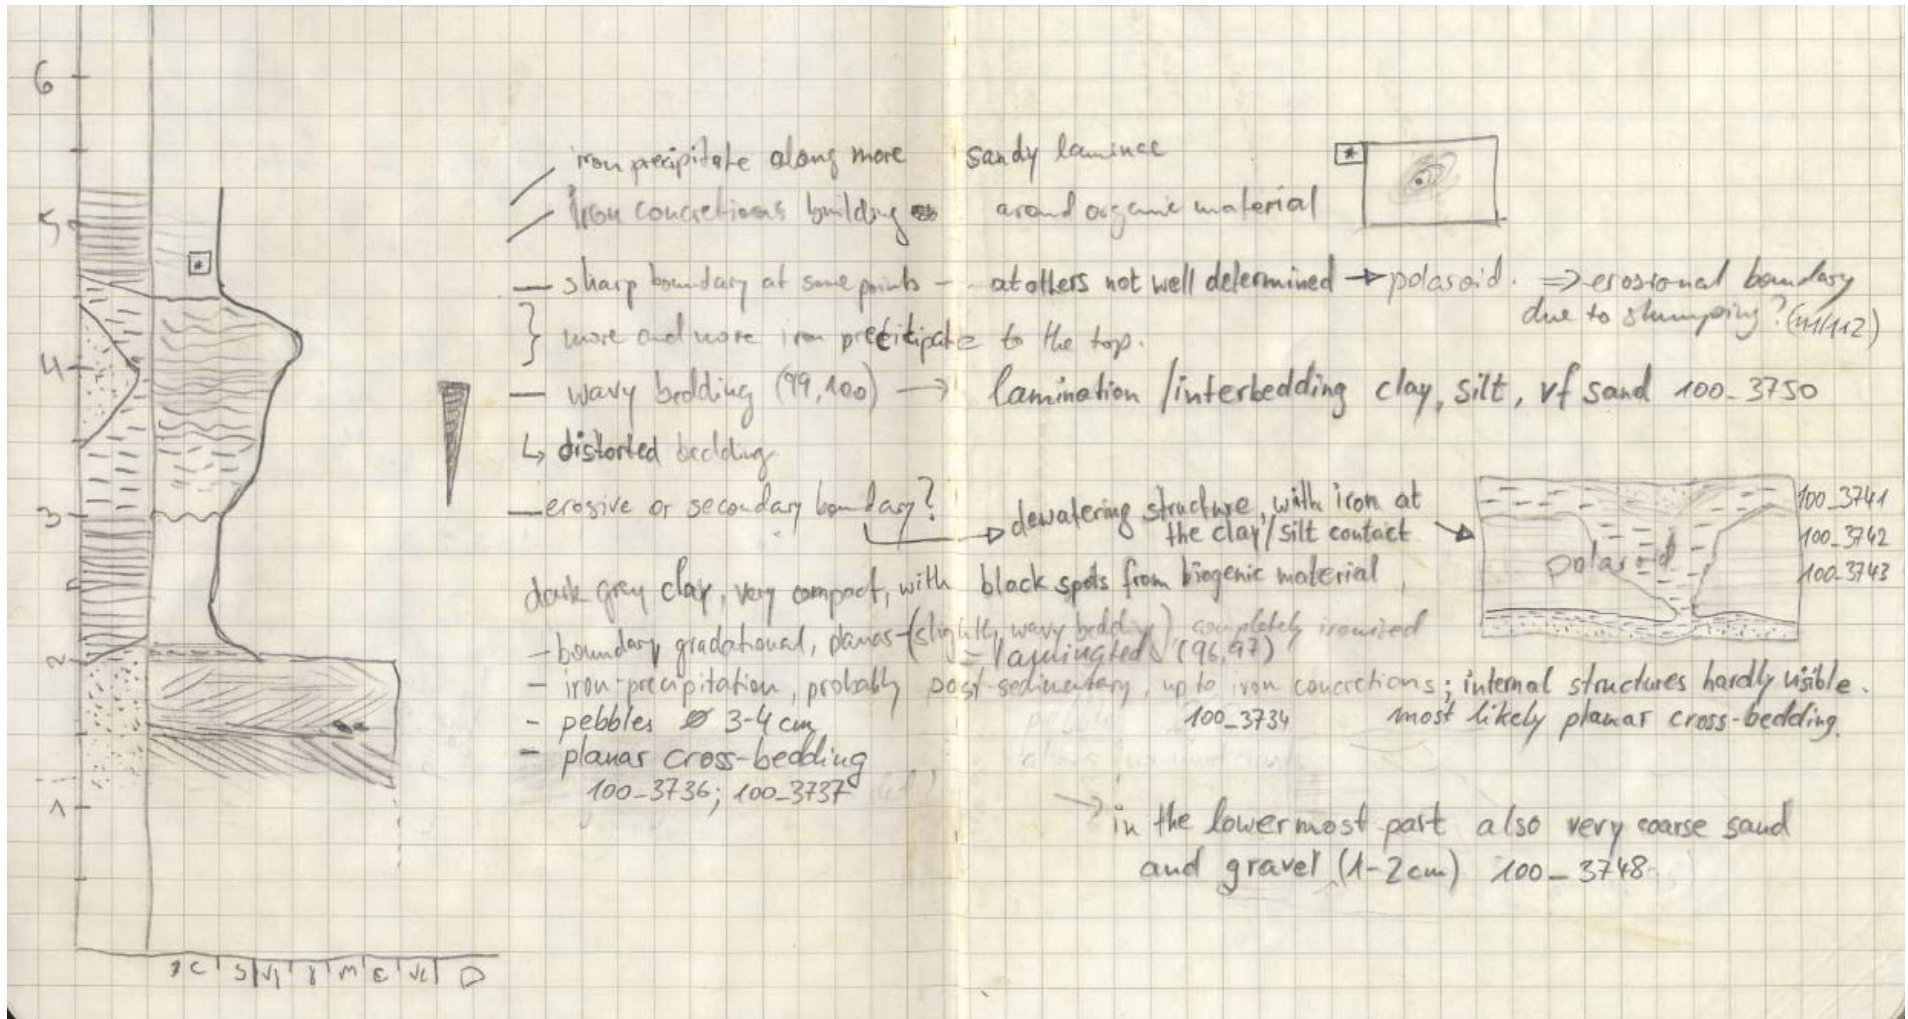 6
5
4
3
2
1
iron precipitate along more sandy laminae
iron concretions building around organic material
*
*
— sharp boundary at some points - at others not well determined → polaroid. ⇒ erosional boundary
due to slumping? (111/112)
} more and more iron precitipate to the top.
— wavy bedding (99,100) → lamination /interbedding clay, silt, vf sand 100_3750
↳ distorted bedding
— erosive or secondary boundary?
→ dewatering structure, with iron at
the clay/silt contact
polaroid
100_3741
100_3742
100_3743
dark grey clay, very compact, with black spots from biogenic material
- boundary gradational, planar (slightly wavy bedding) completely ironized
= laminated (96,97)
- iron-precipitation, probably post-sedimentary, up to iron concretions; internal structures hardly visible.
most likely planar cross-bedding.
- pebbles ø 3-4 cm 100_3734
- planar cross-bedding
100_3736; 100_3737
→ in the lowermost part also very coarse sand
and gravel (1-2cm) 100_3748
C S Vf M VC